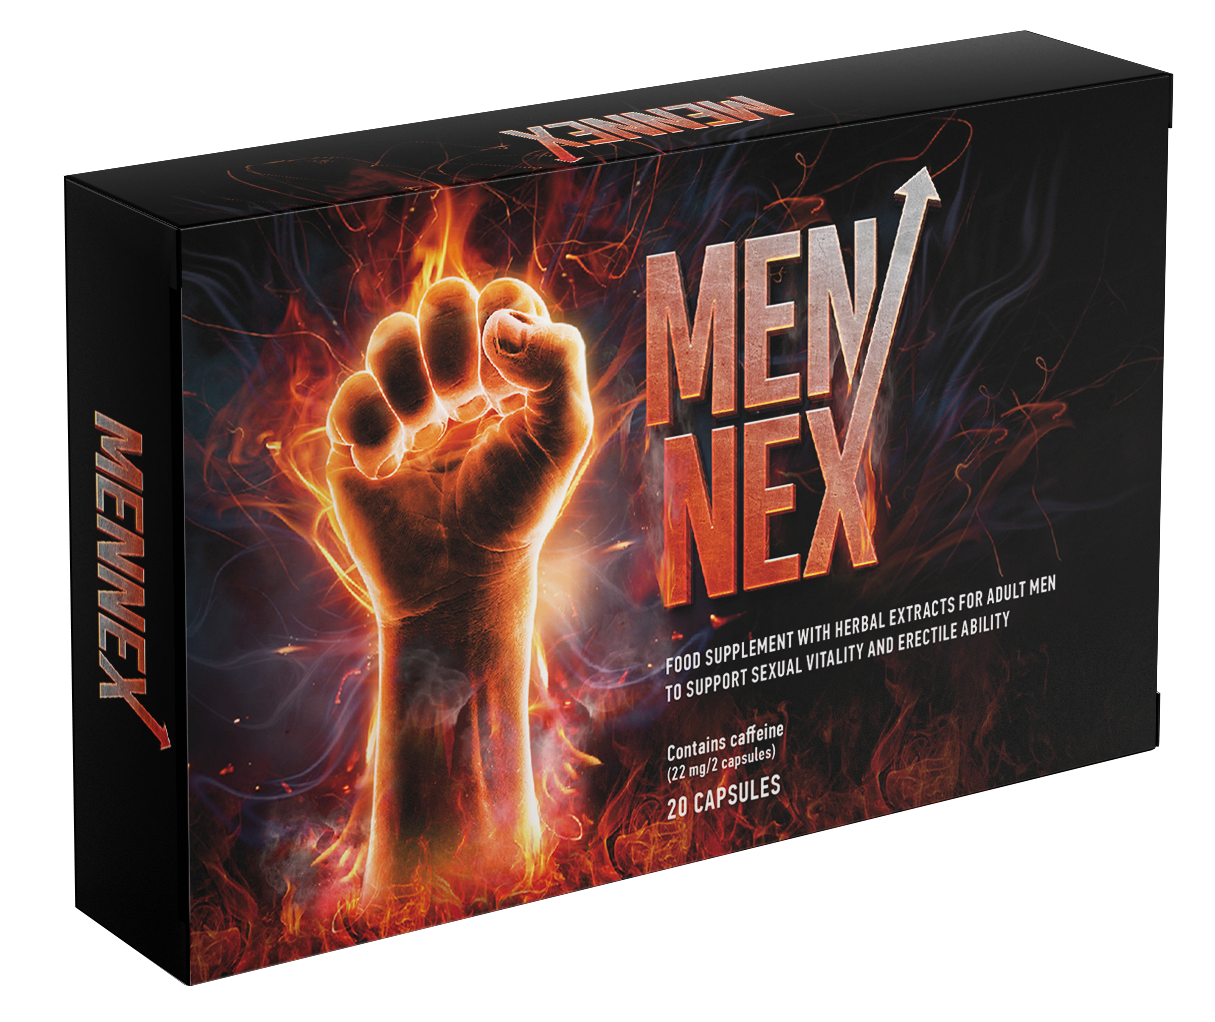 MENNEX
MENNEX
MEN
NEX
FOOD SUPPLEMENT WITH HERBAL EXTRACTS FOR ADULT MEN
TO SUPPORT SEXUAL VITALITY AND ERECTILE ABILITY
Contains caffeine
(22 mg/2 capsules)
20 CAPSULES